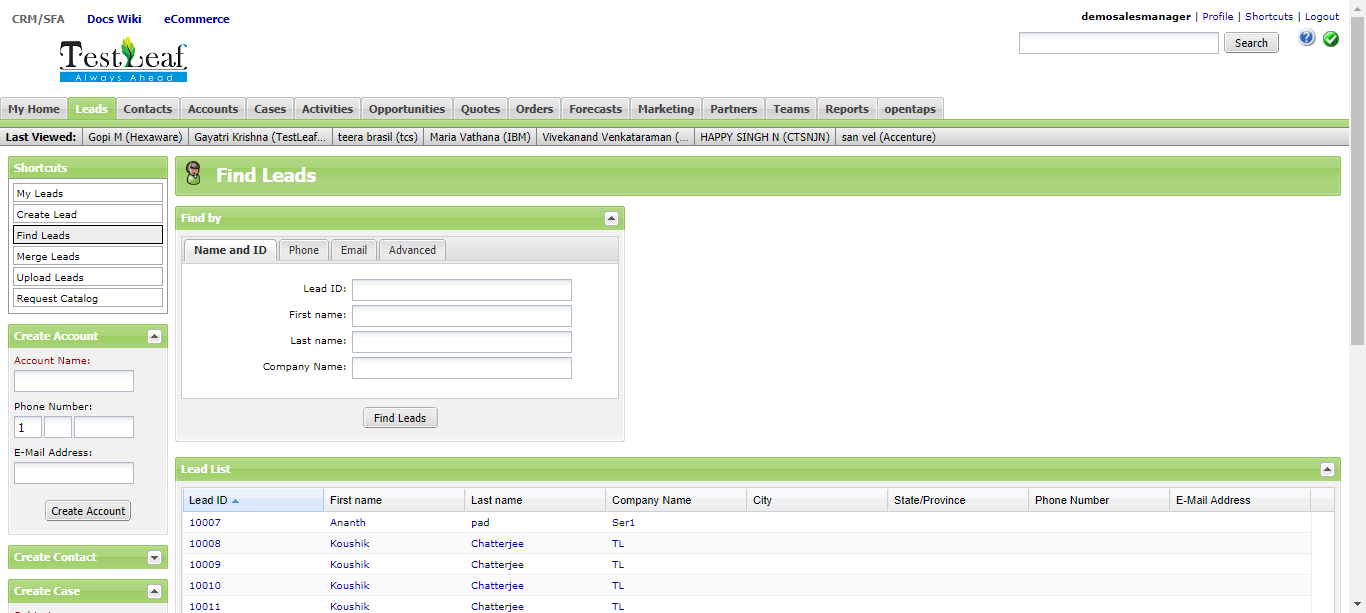 CRM/SFA Docs Wiki eCommerce
demosalesmanager | Profile | Shortcuts | Logout
TestLeaf
Always Ahead
Search
My Home Leads Contacts Accounts Cases Activities Opportunities Quotes Orders Forecasts Marketing Partners Teams Reports opentaps
Last Viewed: Gopi M (Hexaware) Gayatri Krishna (TestLeaf... teera brasil (tcs) Maria Vathana (IBM) Vivekanand Venkataraman (... HAPPY SINGH N (CTSNJN) san vel (Accenture)
Shortcuts
My Leads
Create Lead
Find Leads
Merge Leads
Upload Leads
Request Catalog
Create Account
Account Name:
Phone Number:
1
E-Mail Address:
Create Account
Create Contact
Create Case
Find Leads
Find by
Name and ID Phone Email Advanced
Lead ID:
First name:
Last name:
Company Name:
Find Leads
Lead List
Lead ID First name Last name Company Name City State/Province Phone Number E-Mail Address
10007 Ananth pad Ser1
10008 Koushik Chatterjee TL
10009 Koushik Chatterjee TL
10010 Koushik Chatterjee TL
10011 Koushik Chatterjee TL